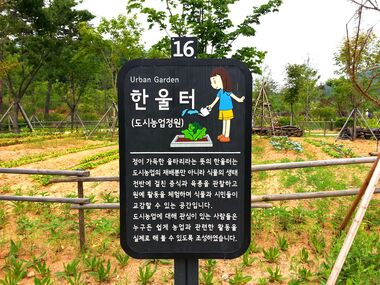 16
Urban Garden
한울터
(도시농업정원)
정이 가득한 울타리라는 뜻의 한울터는
도시농업의 재배뿐만 아니라 식물의 생태
전반에 걸친 증식과 육종을 관찰하고
원예 활동을 체험하며 식물과 시민들이
교감할 수 있는 공간입니다.
도시농업에 대해 관심이 있는 사람들은
누구든 쉽게 농업과 관련한 활동을
실제로 해 볼 수 있도록 조성하였습니다.